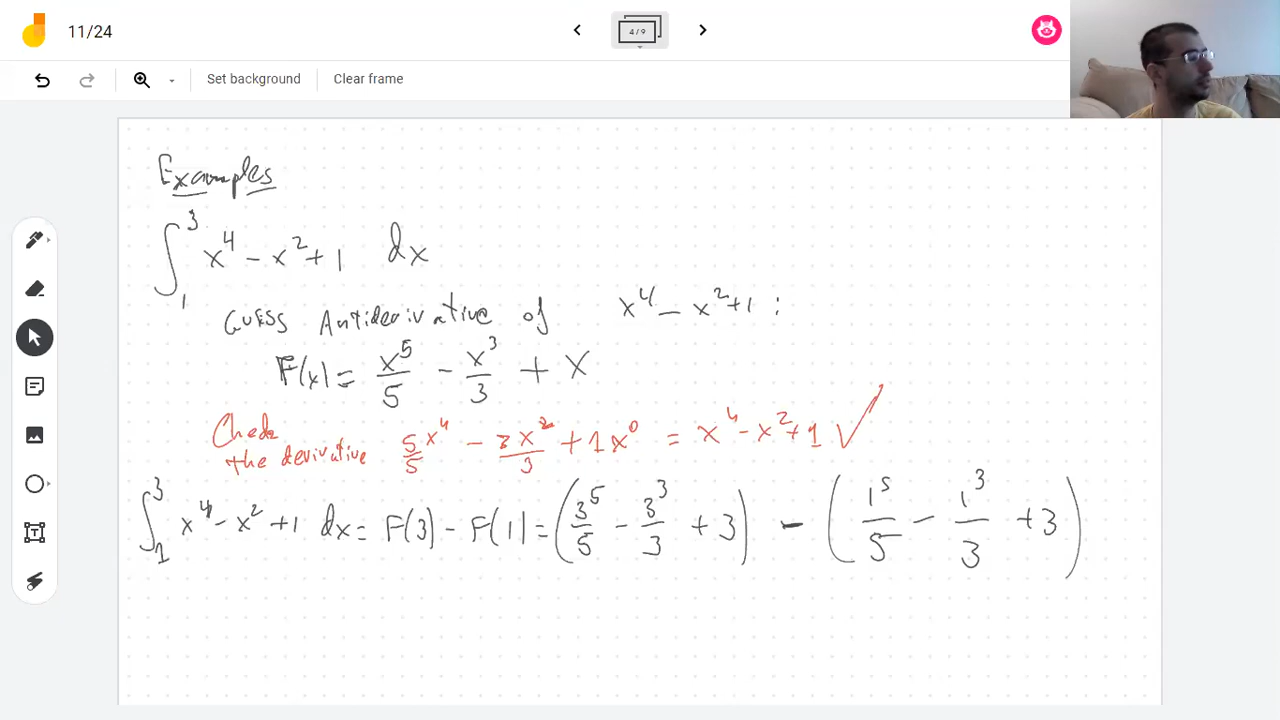 11/24
4/9
Set background
Clear frame
Examples
∫₁³ x⁴ − x² + 1 dx
Guess Antiderivative of x⁴ − x² + 1 :
F(x) = x⁵/5 − x³/3 + x
Check
the derivative 5/5 x⁴ − 3x²/3 + 1x⁰ = x⁴ − x² + 1 ✓
∫₁³ x⁴ − x² + 1 dx = F(3) − F(1) = (3⁵/5 − 3³/3 + 3) − (1⁵/5 − 1³/3 + 3)